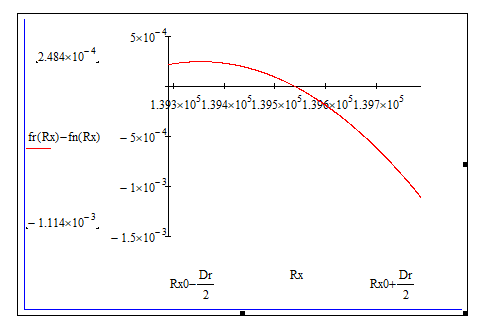 5×10⁻⁴
2.484×10⁻⁴
1.393×10⁵ 1.394×10⁵ 1.395×10⁵ 1.396×10⁵ 1.397×10⁵
fr(Rx)−fn(Rx)
− 5×10⁻⁴
− 1×10⁻³
− 1.114×10⁻³
− 1.5×10⁻³
Rx0−Dr/2 Rx Rx0+Dr/2